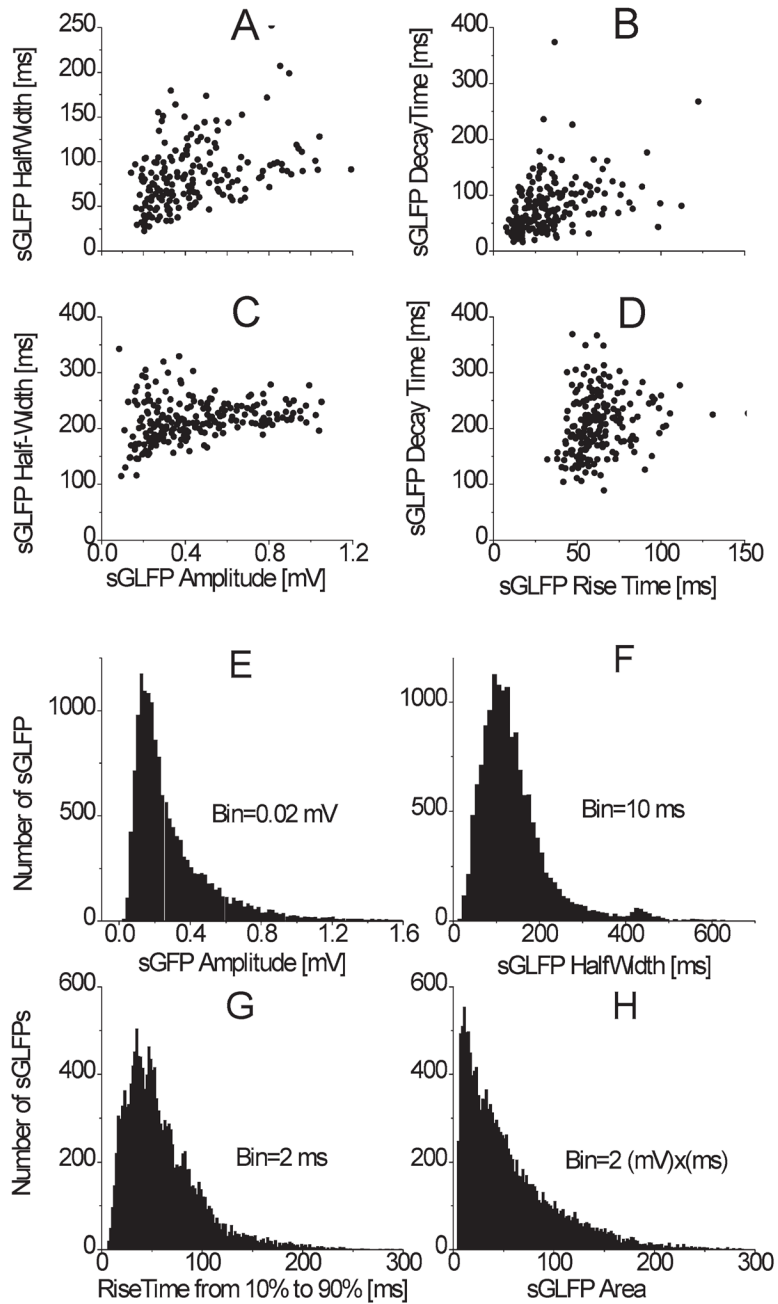 A
B
sGLFP HalfWidth [ms]
250
200
150
100
50
0
sGLFP DecayTime [ms]
400
300
200
100
0
C
D
sGLFP Half-Width [ms]
400
300
200
100
0
0.0 0.4 0.8 1.2
sGLFP Amplitude [mV]
sGLFP Decay Time [ms]
400
300
200
100
0
0 50 100 150
sGLFP Rise Time [ms]
E
F
Number of sGLFP
1000
500
0
Bin=0.02 mV
0.0 0.4 0.8 1.2 1.6
sGFP Amplitude [mV]
1000
500
0
Bin=10 ms
0 200 400 600
sGLFP HalfWidth [ms]
G
H
Number of sGLFPs
600
400
200
0
Bin=2 ms
0 100 200 300
RiseTime from 10% to 90% [ms]
600
400
200
0
Bin=2 (mV)x(ms)
0 100 200 300
sGLFP Area